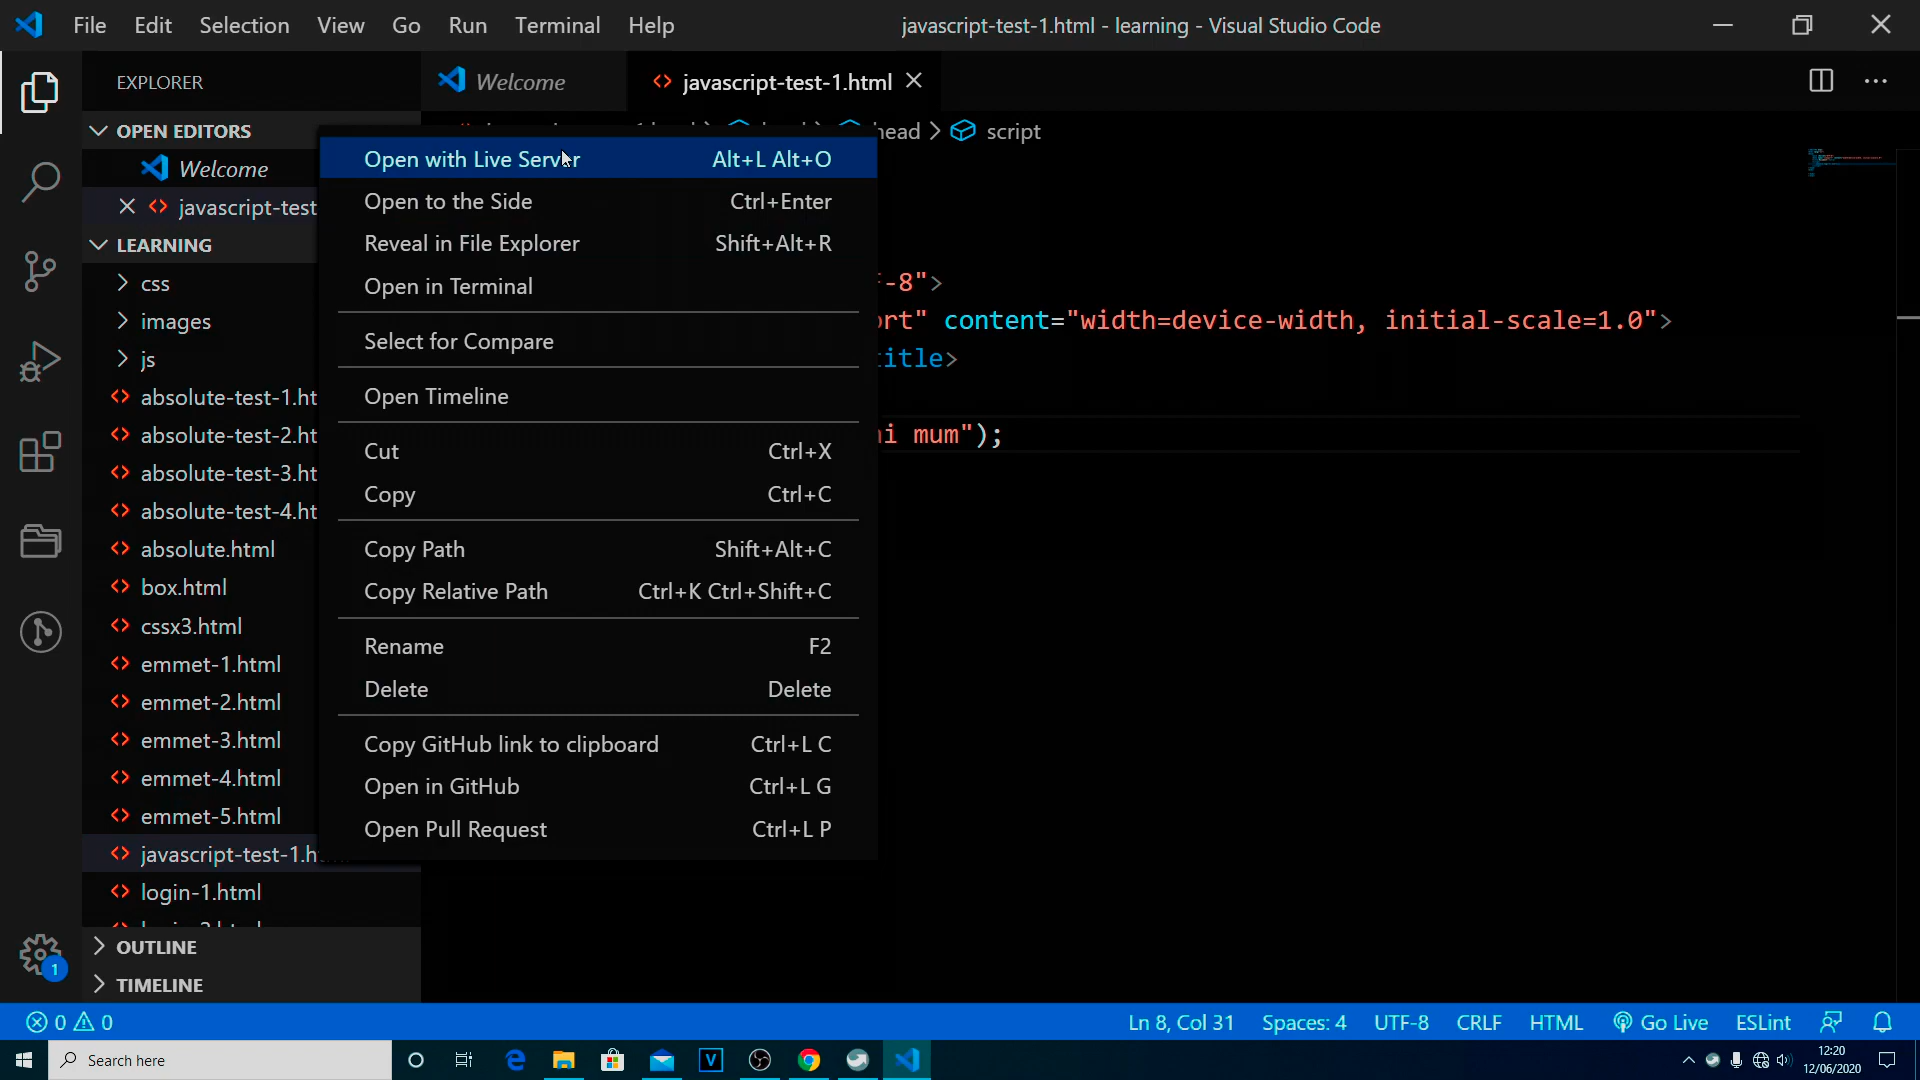 File Edit Selection View Go Run Terminal Help
javascript-test-1.html - learning - Visual Studio Code
EXPLORER
Welcome
javascript-test-1.html
OPEN EDITORS
Welcome
javascript-test
LEARNING
css
images
js
absolute-test-1.ht
absolute-test-2.ht
absolute-test-3.ht
absolute-test-4.ht
absolute.html
box.html
cssx3.html
emmet-1.html
emmet-2.html
emmet-3.html
emmet-4.html
emmet-5.html
javascript-test-1.h
login-1.html
OUTLINE
TIMELINE
head > script
Open with Live Server Alt+L Alt+O
Open to the Side Ctrl+Enter
Reveal in File Explorer Shift+Alt+R
Open in Terminal
Select for Compare
Open Timeline
Cut Ctrl+X
Copy Ctrl+C
Copy Path Shift+Alt+C
Copy Relative Path Ctrl+K Ctrl+Shift+C
Rename F2
Delete Delete
Copy GitHub link to clipboard Ctrl+L C
Open in GitHub Ctrl+L G
Open Pull Request Ctrl+L P
-8">
rt" content="width=device-width, initial-scale=1.0">
itle>
i mum");
0 0
Ln 8, Col 31 Spaces: 4 UTF-8 CRLF HTML Go Live ESLint
1
Search here
V
12:20
12/06/2020